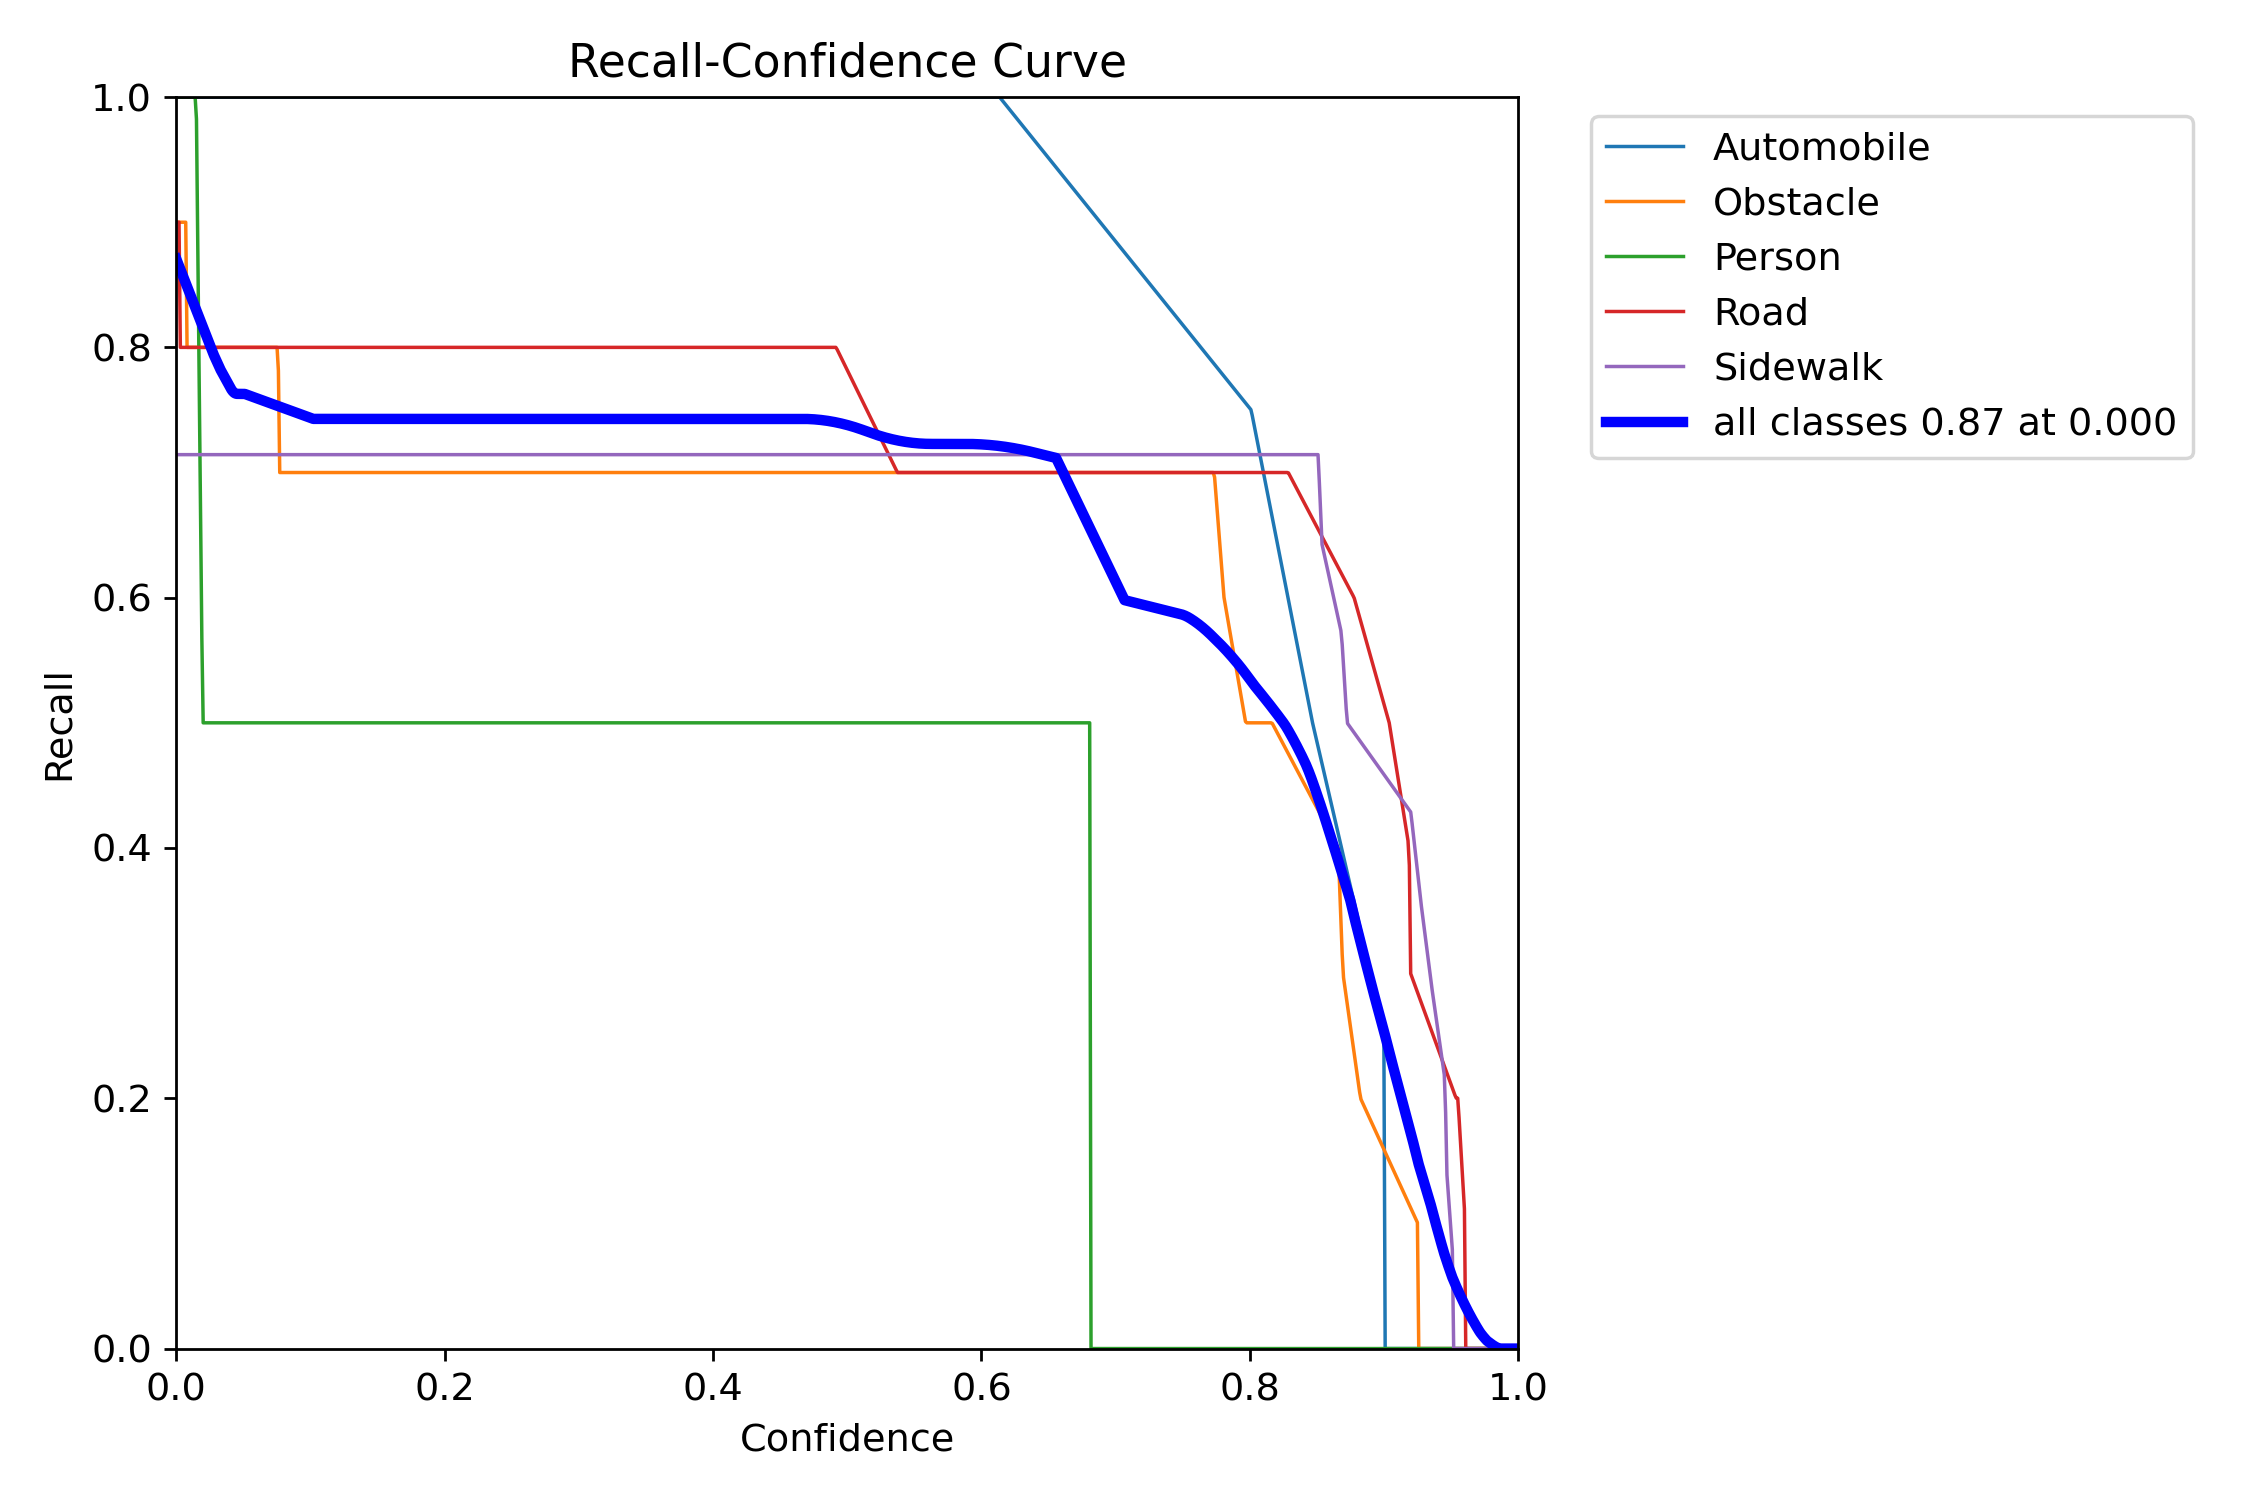 Recall-Confidence Curve
1.0
0.8
0.6
0.4
0.2
0.0
Recall
0.0 0.2 0.4 0.6 0.8 1.0
Confidence
Automobile
Obstacle
Person
Road
Sidewalk
all classes 0.87 at 0.000